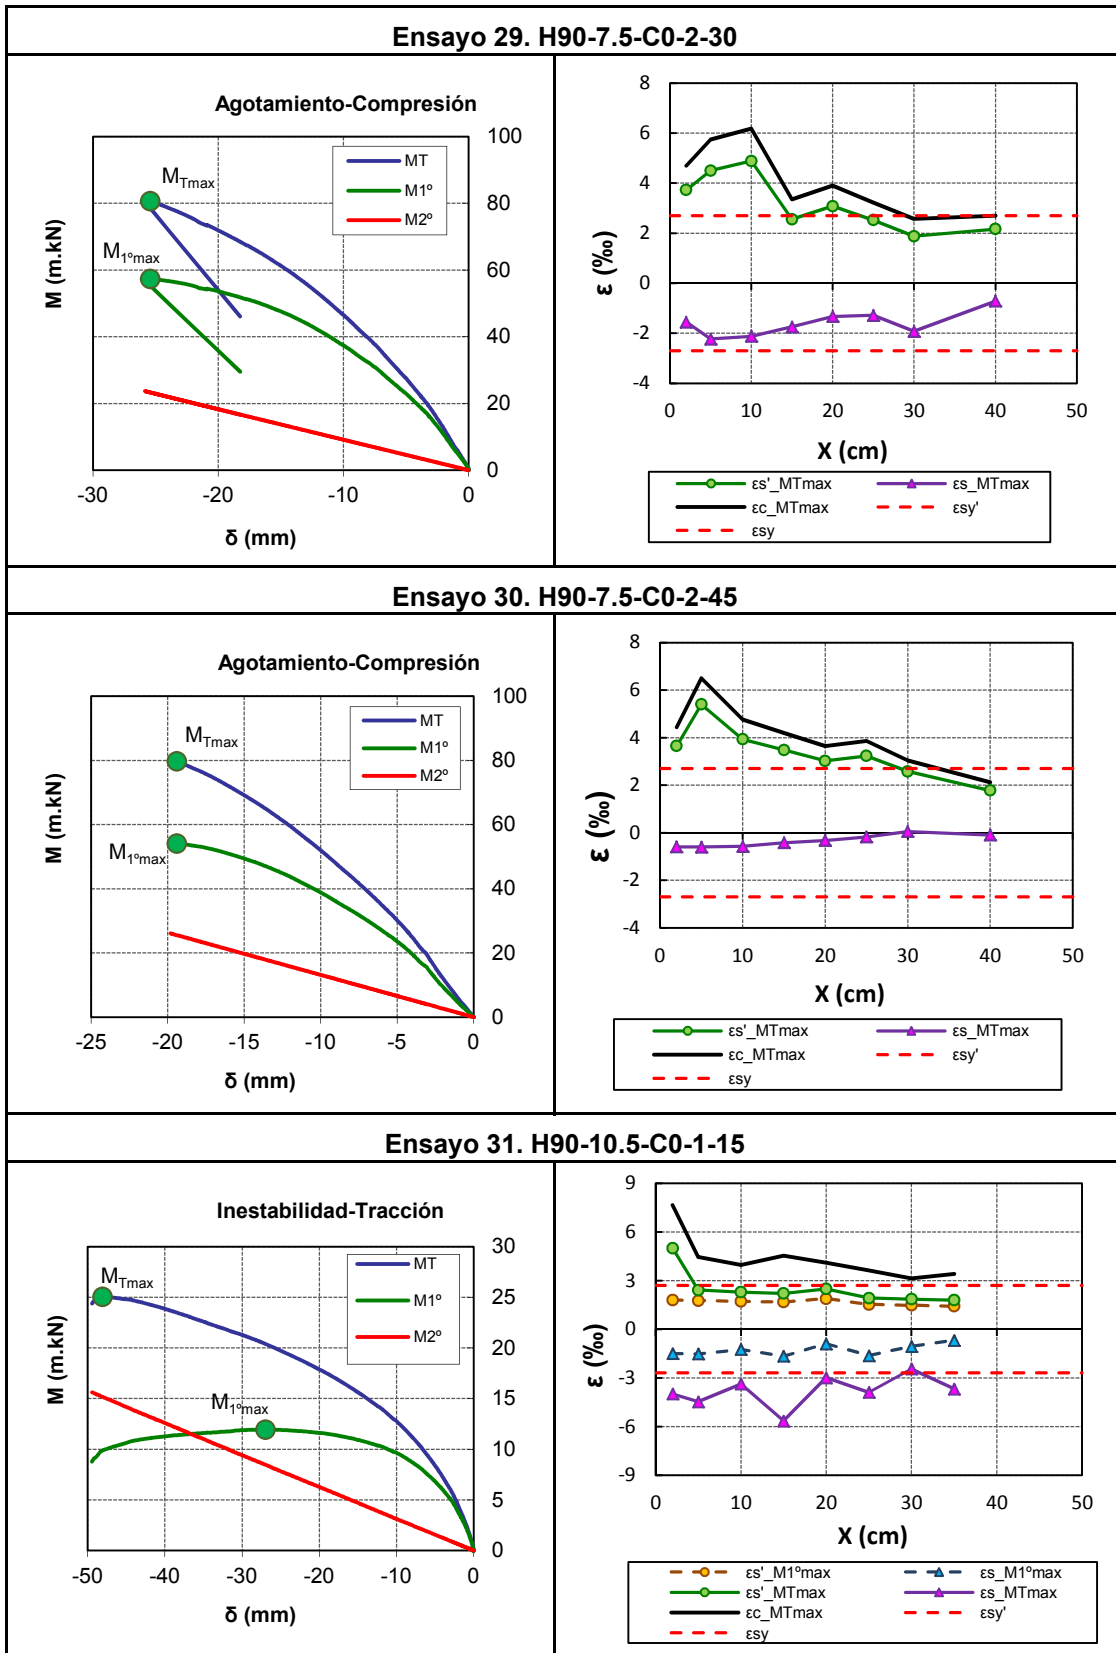 Ensayo 29. H90-7.5-C0-2-30
Agotamiento-Compresión
MTmax
M1ºmax
MT
M1º
M2º
100
80
60
40
20
0
-30 -20 -10 0
M (m.kN)
δ (mm)
8
6
4
2
0
-2
-4
0 10 20 30 40 50
ε (‰)
X (cm)
εs'_MTmax εs_MTmax
εc_MTmax εsy'
εsy
Ensayo 30. H90-7.5-C0-2-45
Agotamiento-Compresión
MTmax
M1ºmax
MT
M1º
M2º
100
80
60
40
20
0
-25 -20 -15 -10 -5 0
M (m.kN)
δ (mm)
8
6
4
2
0
-2
-4
0 10 20 30 40 50
ε (‰)
X (cm)
εs'_MTmax εs_MTmax
εc_MTmax εsy'
εsy
Ensayo 31. H90-10.5-C0-1-15
Inestabilidad-Tracción
MTmax
M1ºmax
MT
M1º
M2º
30
25
20
15
10
5
0
-50 -40 -30 -20 -10 0
M (m.kN)
δ (mm)
9
6
3
0
-3
-6
-9
0 10 20 30 40 50
ε (‰)
X (cm)
εs'_M1ºmax εs_M1ºmax
εs'_MTmax εs_MTmax
εc_MTmax εsy'
εsy